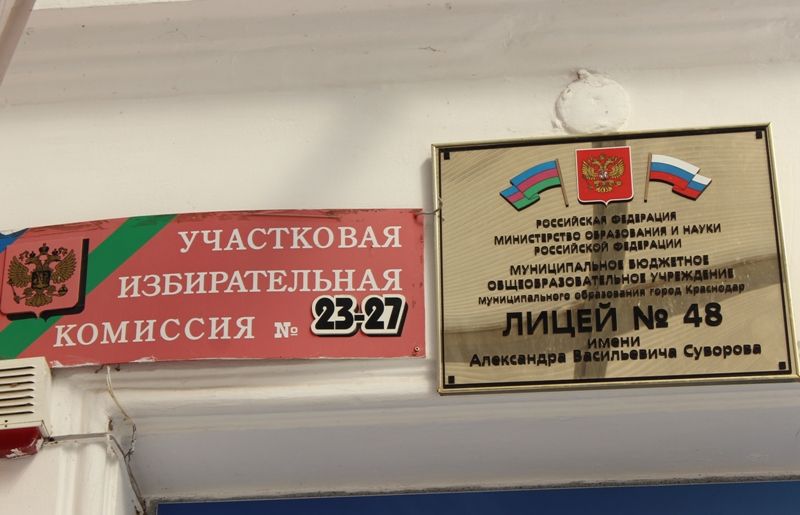 УЧАСТКОВАЯ
ИЗБИРАТЕЛЬНАЯ
КОМИССИЯ № 23-27
РОССИЙСКАЯ ФЕДЕРАЦИЯ
МИНИСТЕРСТВО ОБРАЗОВАНИЯ И НАУКИ
РОССИЙСКОЙ ФЕДЕРАЦИИ
МУНИЦИПАЛЬНОЕ БЮДЖЕТНОЕ
ОБЩЕОБРАЗОВАТЕЛЬНОЕ УЧРЕЖДЕНИЕ
муниципального образования город Краснодар
ЛИЦЕЙ № 48
имени
Александра Васильевича Суворова